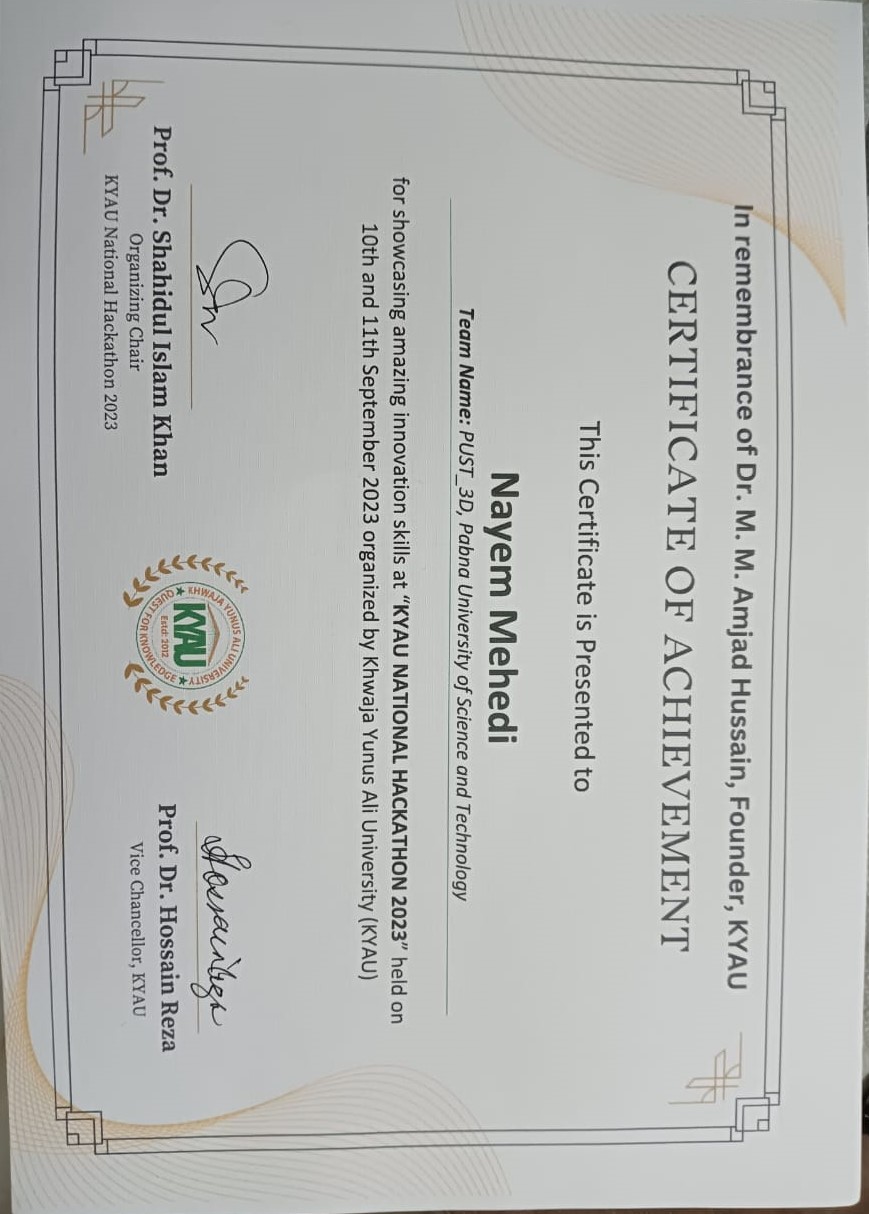 In remembrance of Dr. M. M. Amjad Hussain, Founder, KYAU
CERTIFICATE OF ACHIEVEMENT
This Certificate is Presented to
Nayem Mehedi
Team Name: PUST_3D, Pabna University of Science and Technology
for showcasing amazing innovation skills at “KYAU NATIONAL HACKATHON 2023” held on
10th and 11th September 2023 organized by Khwaja Yunus Ali University (KYAU)
KHWAJA YUNUS ALI UNIVERSITY
KYAU
Estd: 2012
QUEST FOR KNOWLEDGE
Prof. Dr. Shahidul Islam Khan
Organizing Chair
KYAU National Hackathon 2023
Prof. Dr. Hossain Reza
Vice Chancellor, KYAU